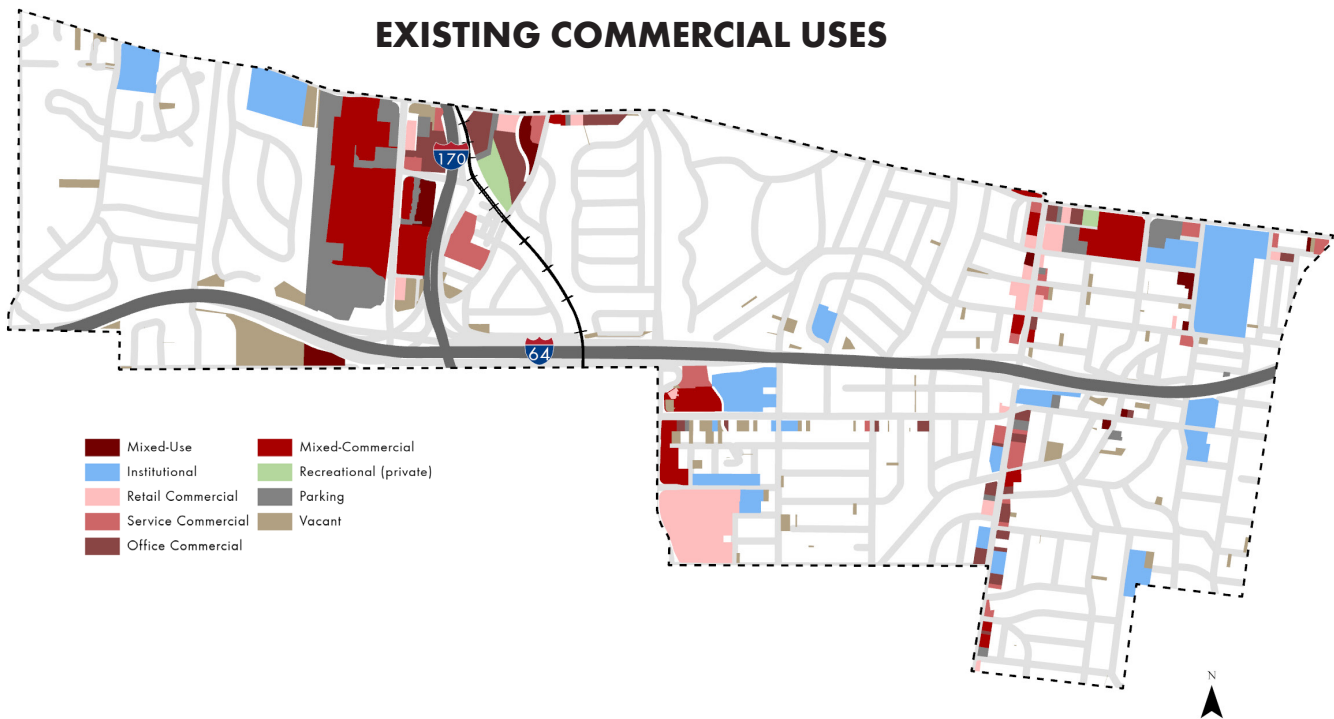 EXISTING COMMERCIAL USES
170
64
Mixed-Use
Mixed-Commercial
Institutional
Recreational (private)
Retail Commercial
Parking
Service Commercial
Vacant
Office Commercial
N